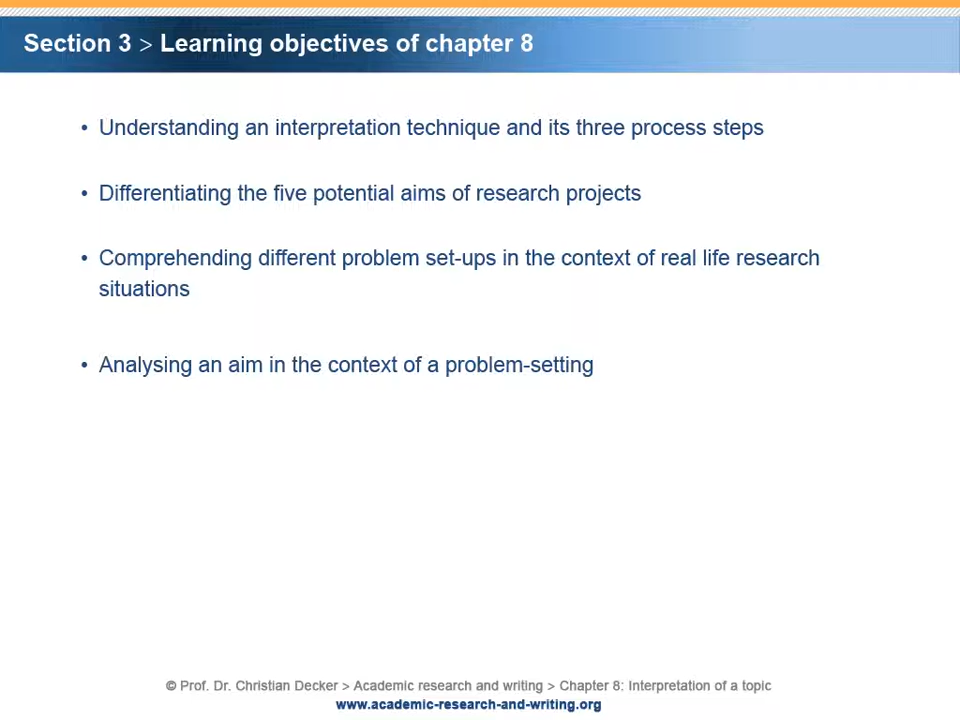 Section 3 > Learning objectives of chapter 8
• Understanding an interpretation technique and its three process steps
• Differentiating the five potential aims of research projects
• Comprehending different problem set-ups in the context of real life research
situations
• Analysing an aim in the context of a problem-setting
© Prof. Dr. Christian Decker > Academic research and writing > Chapter 8: Interpretation of a topic
www.academic-research-and-writing.org